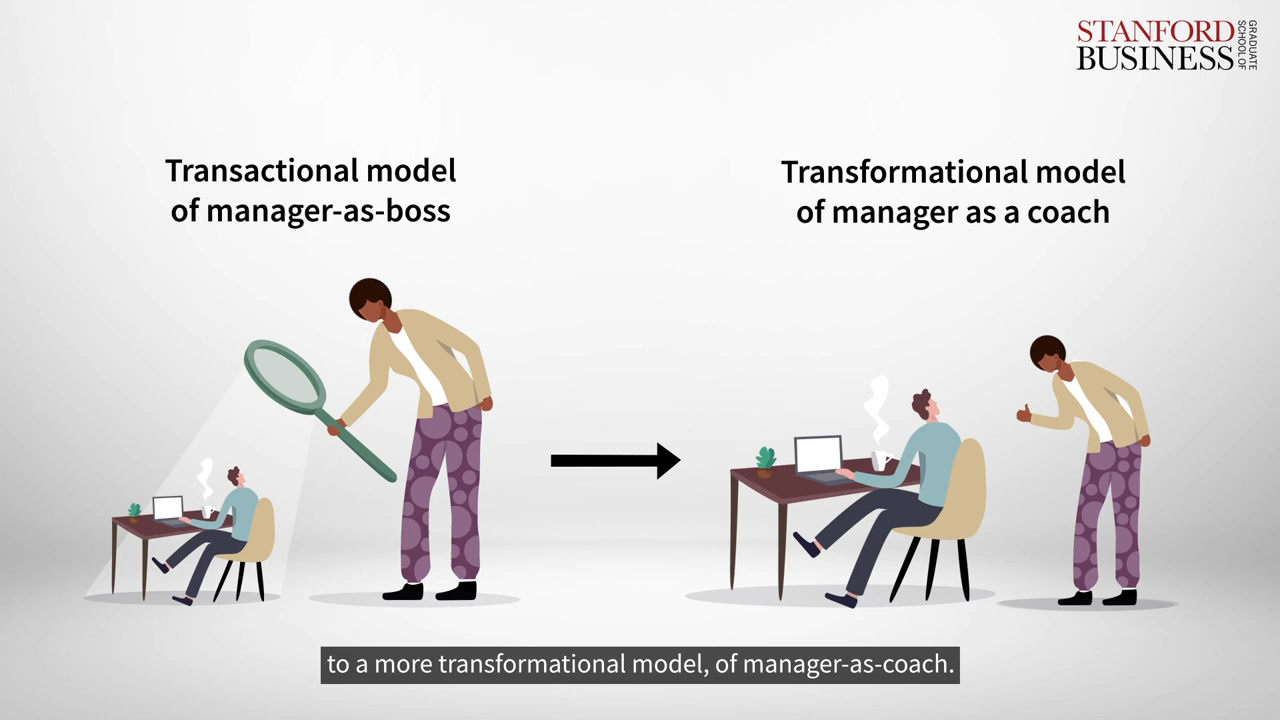 STANFORD
BUSINESS
GRADUATE
SCHOOL OF
Transactional model
of manager-as-boss
Transformational model
of manager as a coach
to a more transformational model, of manager-as-coach.